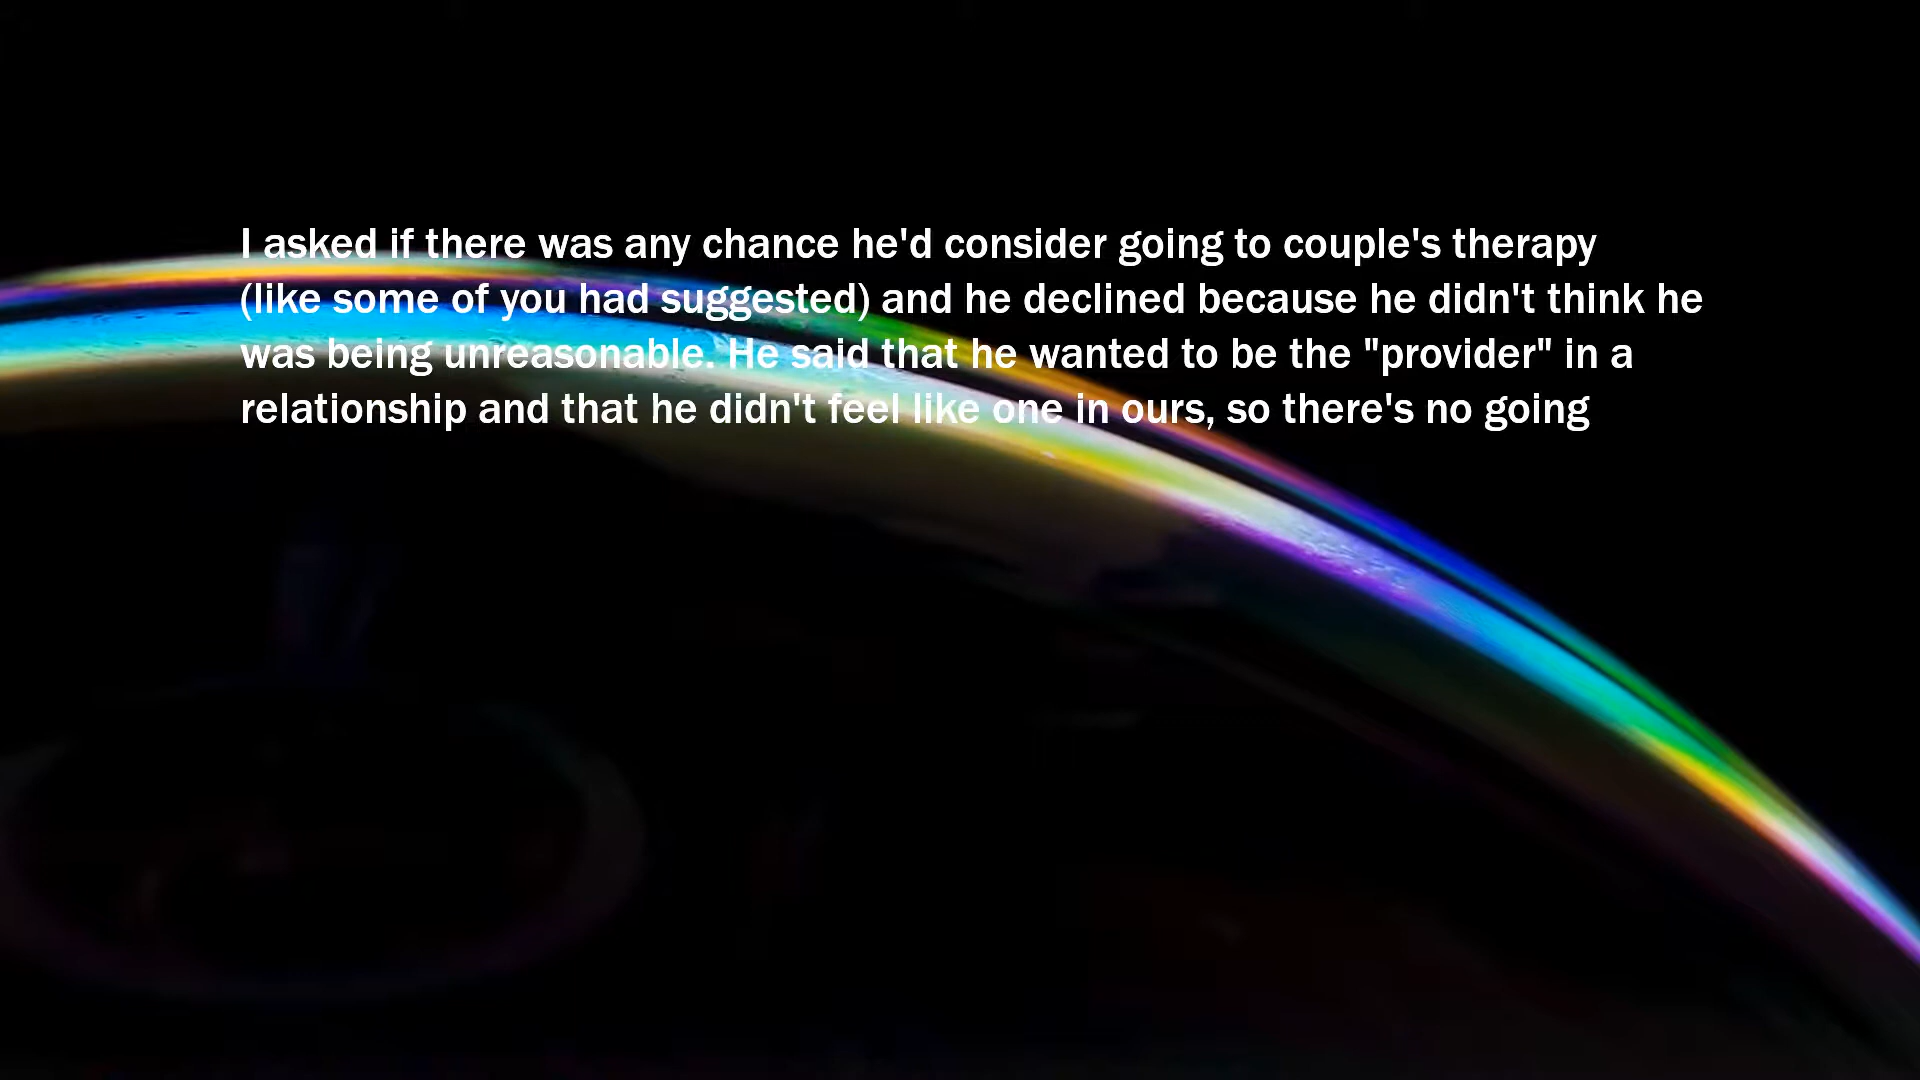 I asked if there was any chance he'd consider going to couple's therapy
(like some of you had suggested) and he declined because he didn't think he
was being unreasonable. He said that he wanted to be the "provider" in a
relationship and that he didn't feel like one in ours, so there's no going